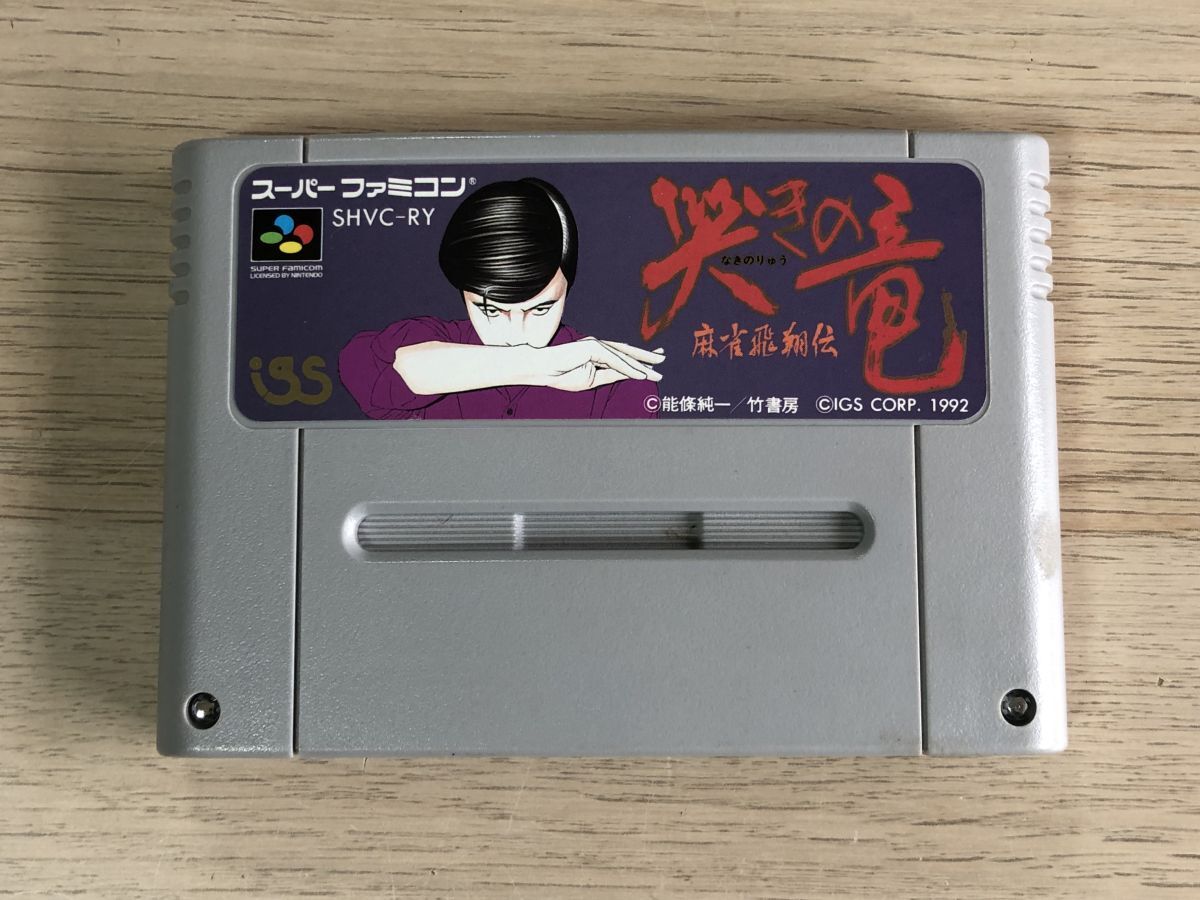 スーパーファミコン®
SHVC-RY
SUPER FAMICOM
LICENSED BY NINTENDO
igs
哭きの竜
なきのりゅう
麻雀飛翔伝
©能條純一／竹書房 ©IGS CORP. 1992